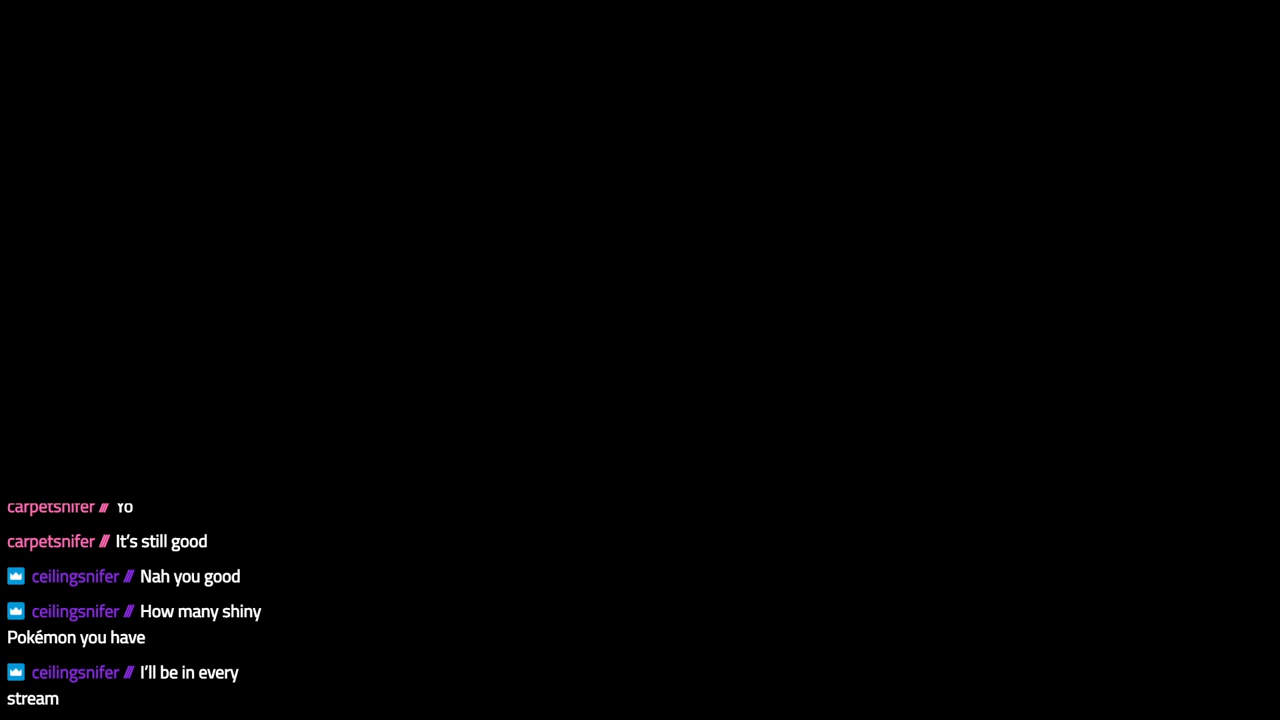 carpetsnifer /// Yo
carpetsnifer /// It's still good
ceilingsnifer /// Nah you good
ceilingsnifer /// How many shiny
Pokémon you have
ceilingsnifer /// I'll be in every
stream